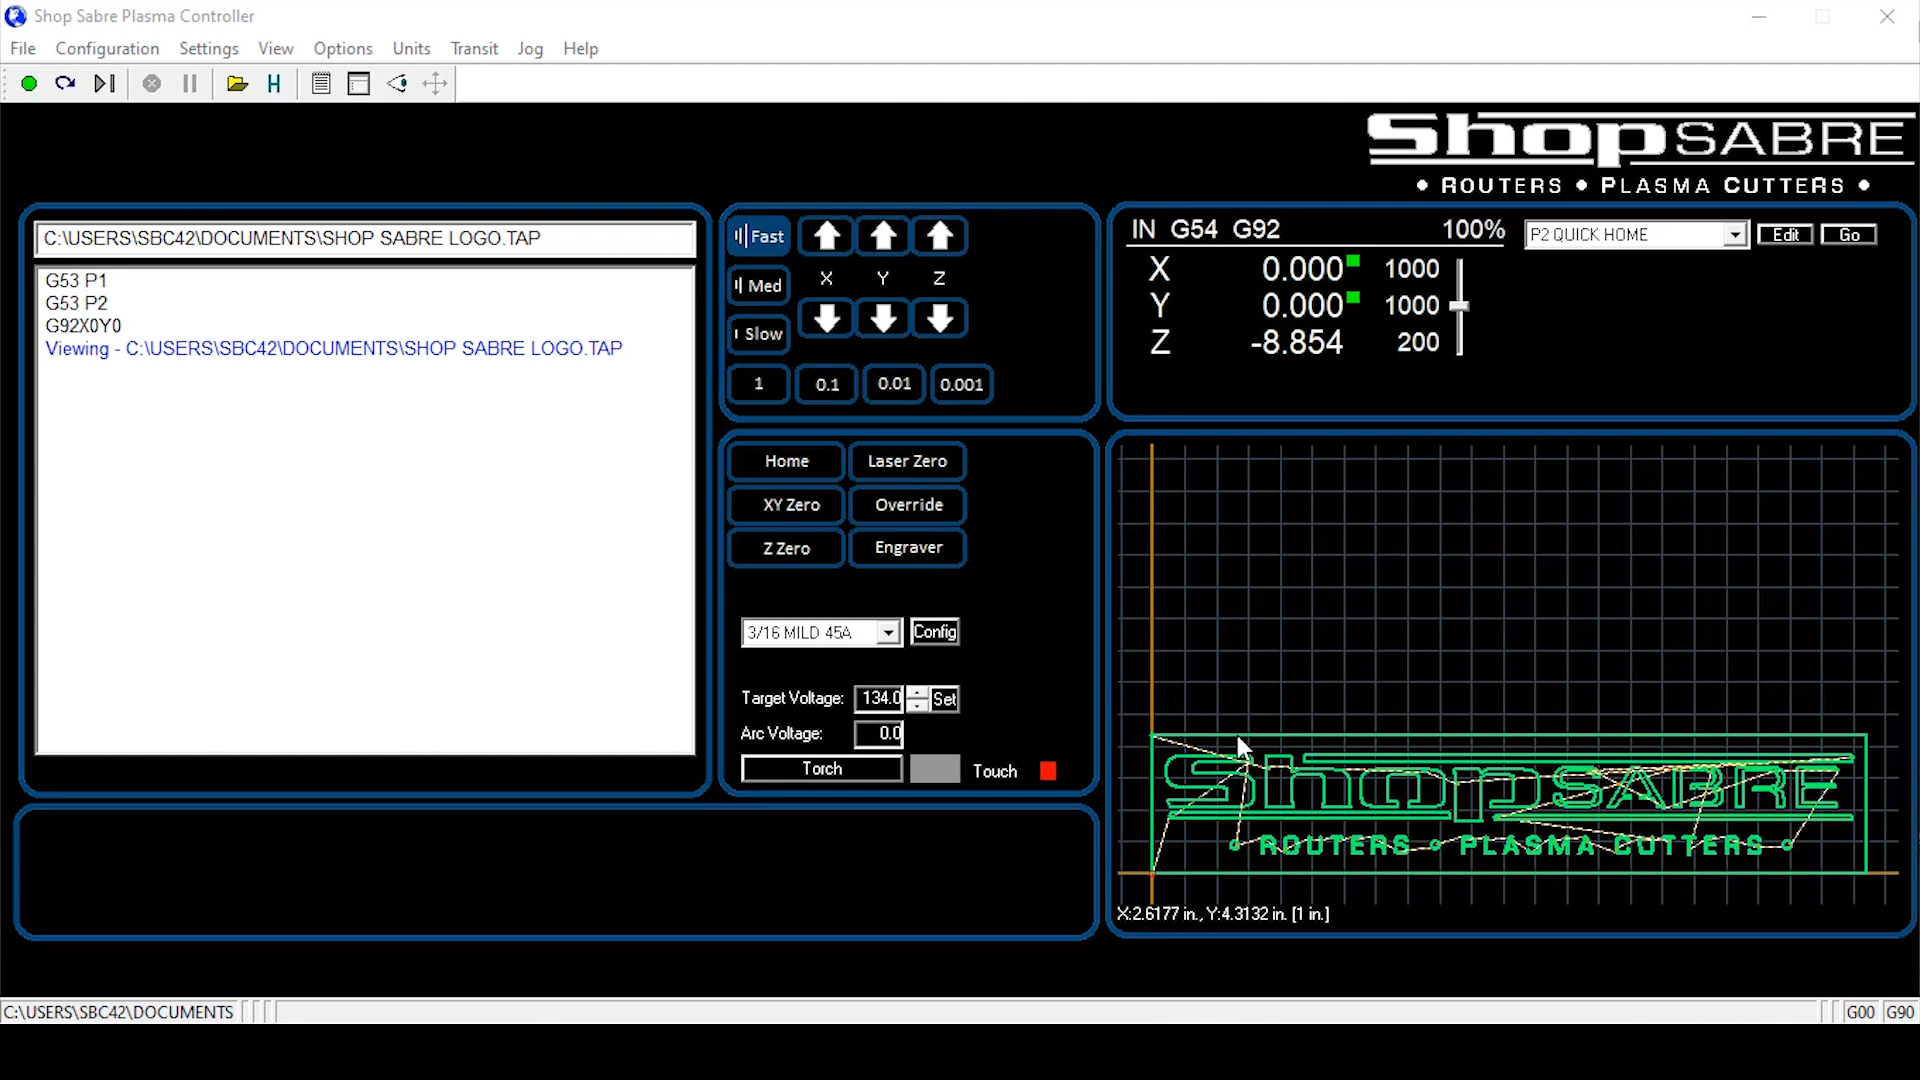 Shop Sabre Plasma Controller
File Configuration Settings View Options Units Transit Jog Help
H
ShopSABRE
• ROUTERS • PLASMA CUTTERS •
C:\USERS\SBC42\DOCUMENTS\SHOP SABRE LOGO.TAP
G53 P1
G53 P2
G92X0Y0
Viewing - C:\USERS\SBC42\DOCUMENTS\SHOP SABRE LOGO.TAP
Fast
Med
Slow
X Y Z
1 0.1 0.01 0.001
IN G54 G92 100%
X 0.000 1000
Y 0.000 1000
Z -8.854 200
P2 QUICK HOME Edit Go
Home Laser Zero
XY Zero Override
Z Zero Engraver
3/16 MILD 45A Config
Target Voltage: 134.0 Set
Arc Voltage: 0.0
Torch Touch
ShopSABRE
ROUTERS PLASMA CUTTERS
X:2.6177 in., Y:4.3132 in. [1 in.]
C:\USERS\SBC42\DOCUMENTS G00 G90